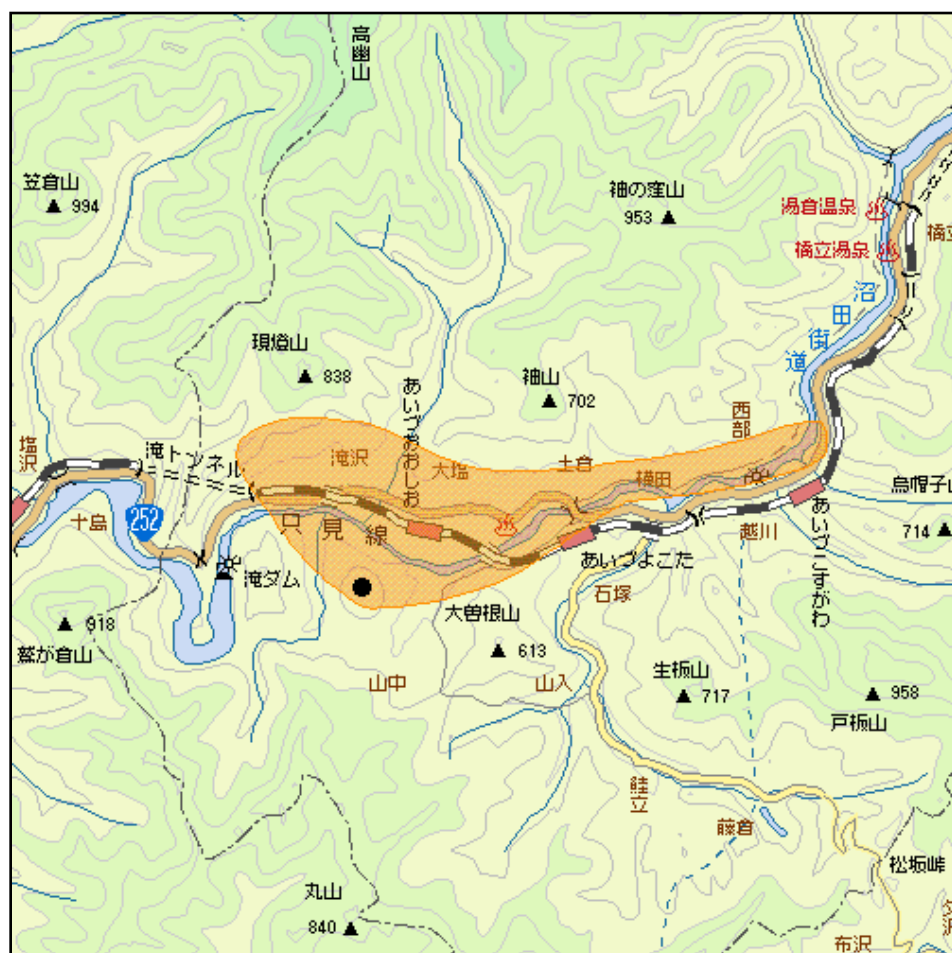 高幽山
笠倉山
994
袖の窪山
953
湯倉温泉
橋立湯泉
橋立
沼田街道
現燈山
838
袖山
702
あいづおおしお
西部
塩沢
滝トンネル
滝沢
大塩
土倉
横田
烏帽子山
714
十島
252
只見線
越川
あいづこすがわ
滝ダム
あいづよこた
石塚
大曽根山
613
918
鷲が倉山
山中
山入
生板山
717
958
戸板山
鮭立
藤倉
松坂峠
丸山
840
布沢